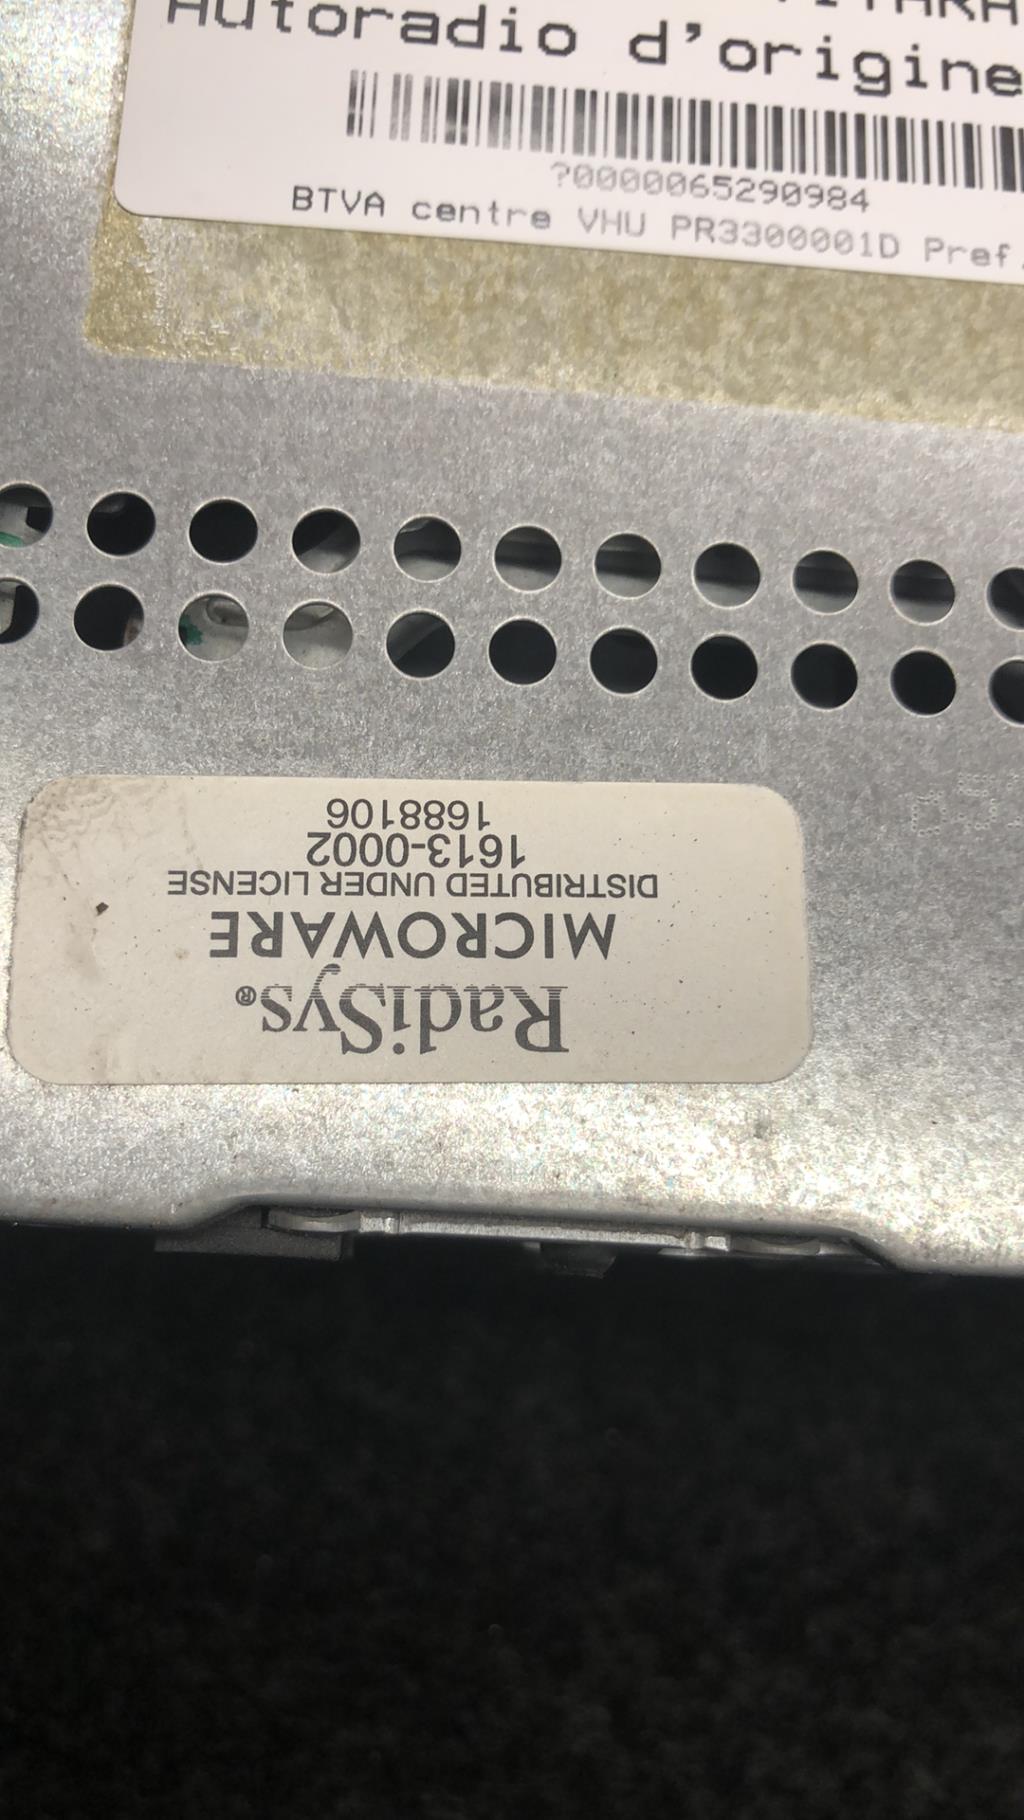 Autoradio d'origine
?0000065290984
BTVA centre VHU PR3300001D Pref.
RadiSys®
MICROWARE
DISTRIBUTED UNDER LICENSE
1613-0002
1688106